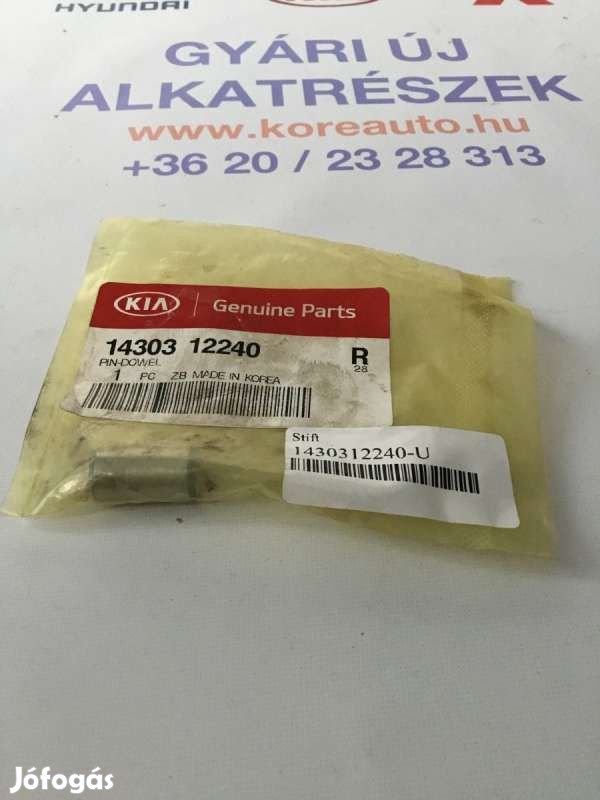 HYUNDAI
GYÁRI ÚJ
ALKATRÉSZEK
www.koreauto.hu
+36 20 / 23 28 313
KIA Genuine Parts
14303 12240 R
PIN-DOWEL 28
1 PC ZB MADE IN KOREA
Stift
1430312240-U
Jófogás